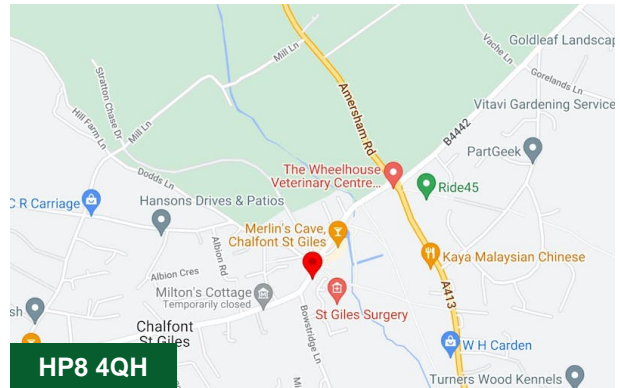 Goldleaf Landscap
Mill Ln
Vache Ln
Gorelands Ln
Stratton Chase Dr
Amersham Rd
Vitavi Gardening Service
Hill Farm Ln
Mill Ln
B4442
PartGeek
Dodds Ln
The Wheelhouse
Veterinary Centre...
Ride45
C R Carriage
Hansons Drives & Patios
Merlin's Cave,
Chalfont St Giles
Albion Rd
Kaya Malaysian Chinese
Albion Cres
Milton's Cottage
Temporarily closed
A413
St Giles Surgery
sh
Chalfont
St Giles
Bowstridge Ln
W H Carden
HP8 4QH
Turners Wood Kennels